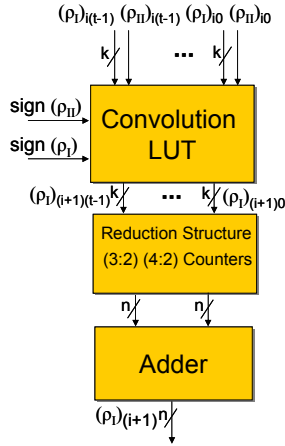 (ρI)i(t-1) (ρII)i(t-1) (ρI)i0 (ρII)i0
k ... k
sign (ρII)
sign (ρI)
Convolution
LUT
(ρI)(i+1)(t-1) k ... k (ρI)(i+1)0
Reduction Structure
(3:2) (4:2) Counters
n n
Adder
(ρI)(i+1) n